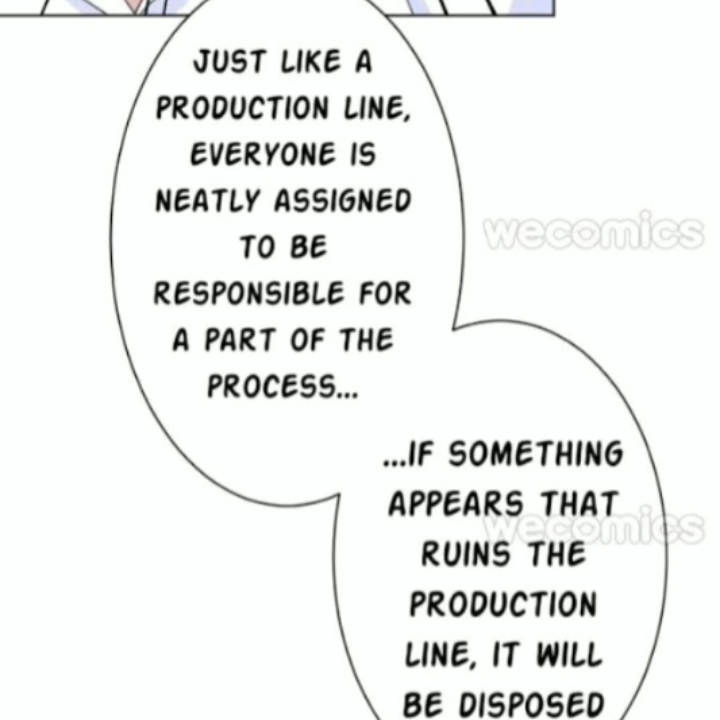 JUST LIKE A
PRODUCTION LINE,
EVERYONE IS
NEATLY ASSIGNED
TO BE
RESPONSIBLE FOR
A PART OF THE
PROCESS...
wecomics
...IF SOMETHING
APPEARS THAT
wecomics
RUINS THE
PRODUCTION
LINE, IT WILL
BE DISPOSED